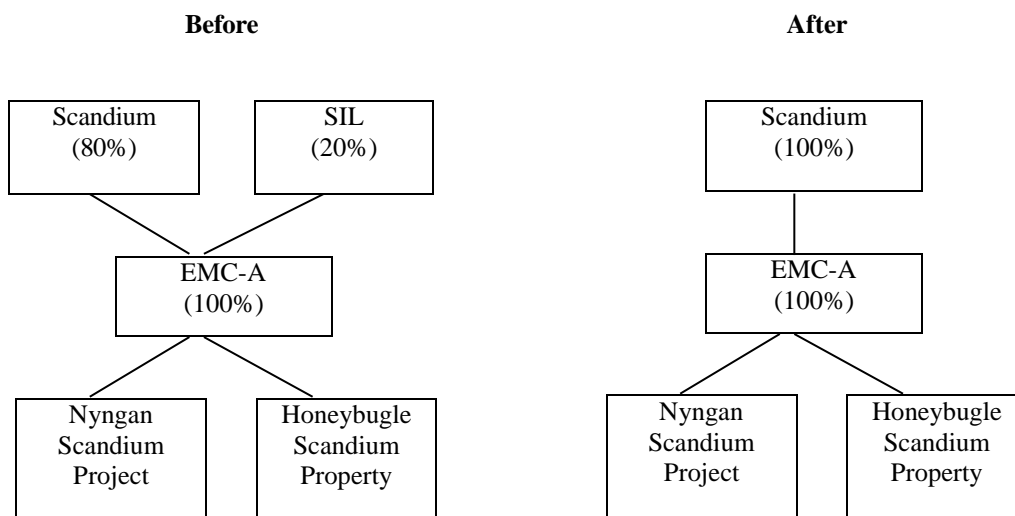 Before
Scandium
(80%)
SIL
(20%)
EMC-A
(100%)
Nyngan
Scandium
Project
Honeybugle
Scandium
Property
After
Scandium
(100%)
EMC-A
(100%)
Nyngan
Scandium
Project
Honeybugle
Scandium
Property